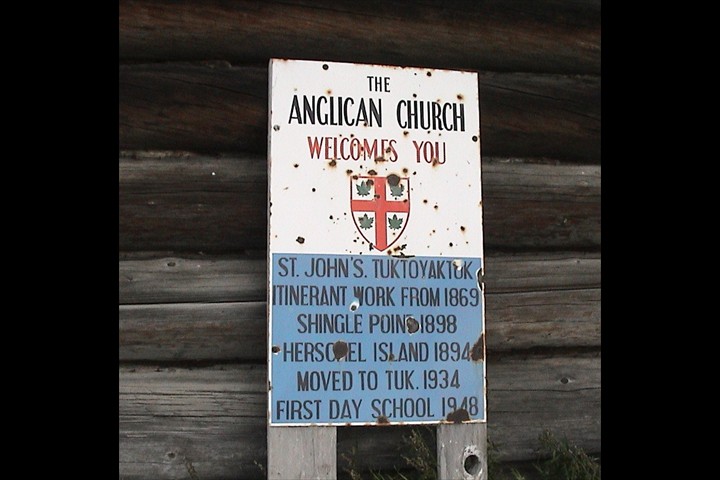 THE
ANGLICAN CHURCH
WELCOMES YOU
ST. JOHN'S. TUKTOYAKTUK
ITINERANT WORK FROM 1869
SHINGLE POINT 1898
HERSCHEL ISLAND 1894
MOVED TO TUK. 1934
FIRST DAY SCHOOL 1948